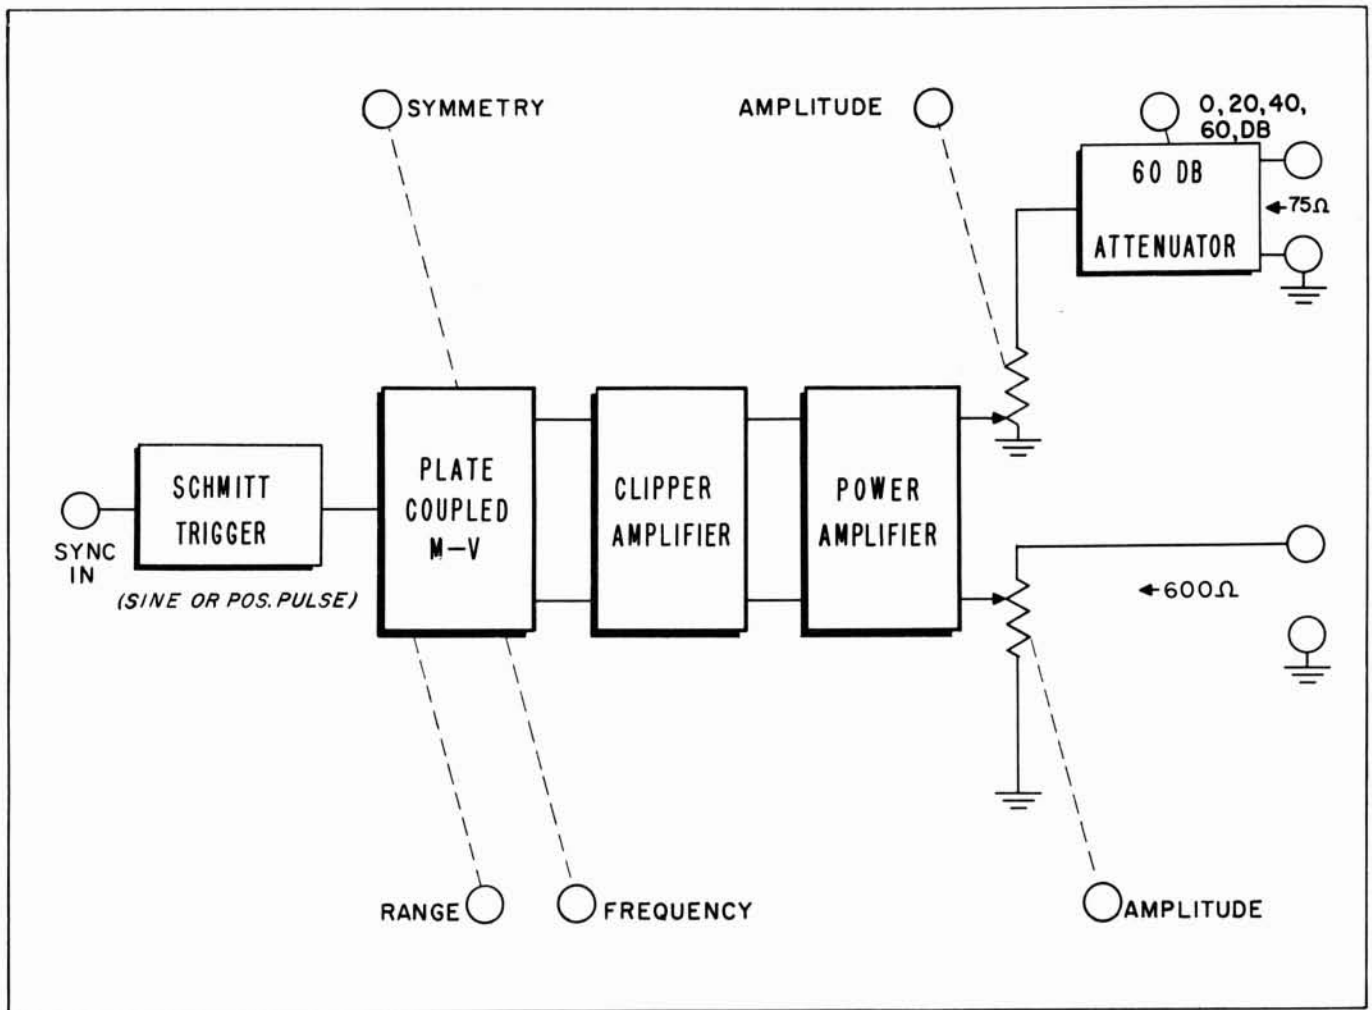 SYMMETRY
AMPLITUDE
0, 20, 40,
60, DB
60 DB
ATTENUATOR
75Ω
SCHMITT
TRIGGER
SYNC
IN
(SINE OR POS. PULSE)
PLATE
COUPLED
M-V
CLIPPER
AMPLIFIER
POWER
AMPLIFIER
600Ω
RANGE
FREQUENCY
AMPLITUDE